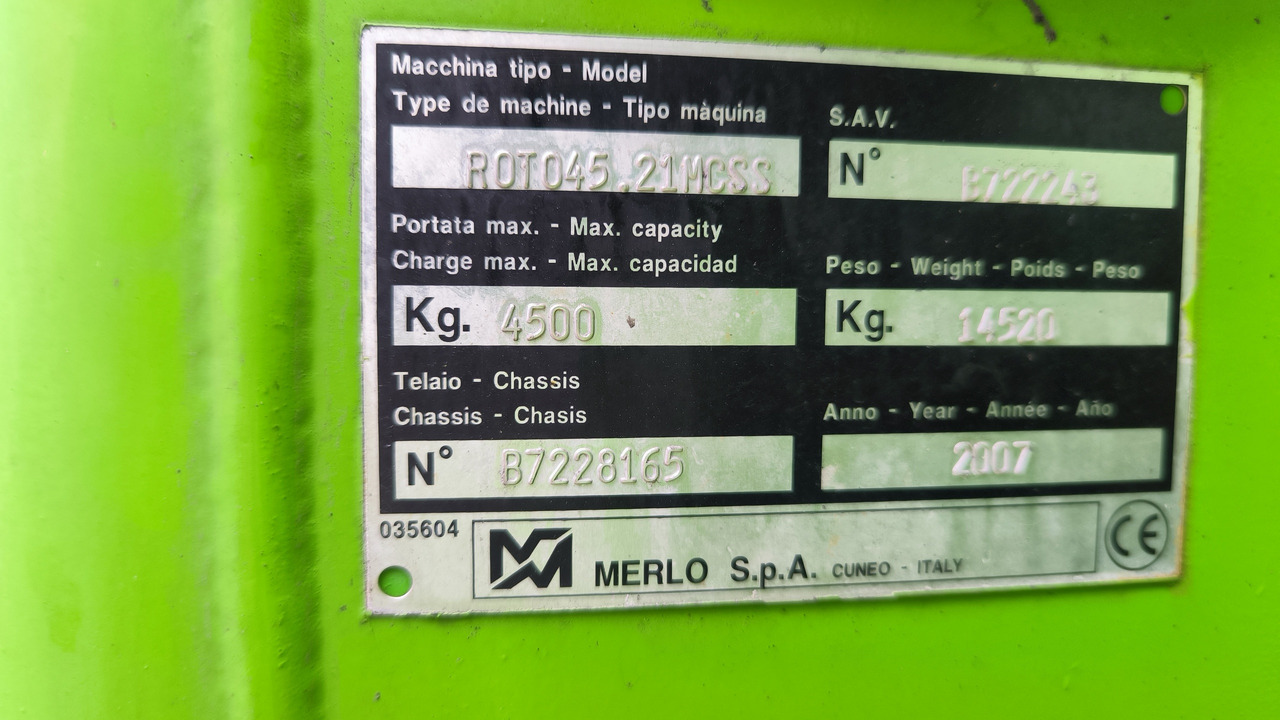 Macchina tipo - Model
Type de machine - Tipo màquina
ROTO45.21MCSS
S.A.V.
N° B722243
Portata max. - Max. capacity
Charge max. - Max. capacidad
Kg. 4500
Peso - Weight - Poids - Peso
Kg. 14520
Telaio - Chassis
Chassis - Chasis
N° B7228165
Anno - Year - Année - Año
2007
035604
MERLO S.p.A. CUNEO - ITALY
CE